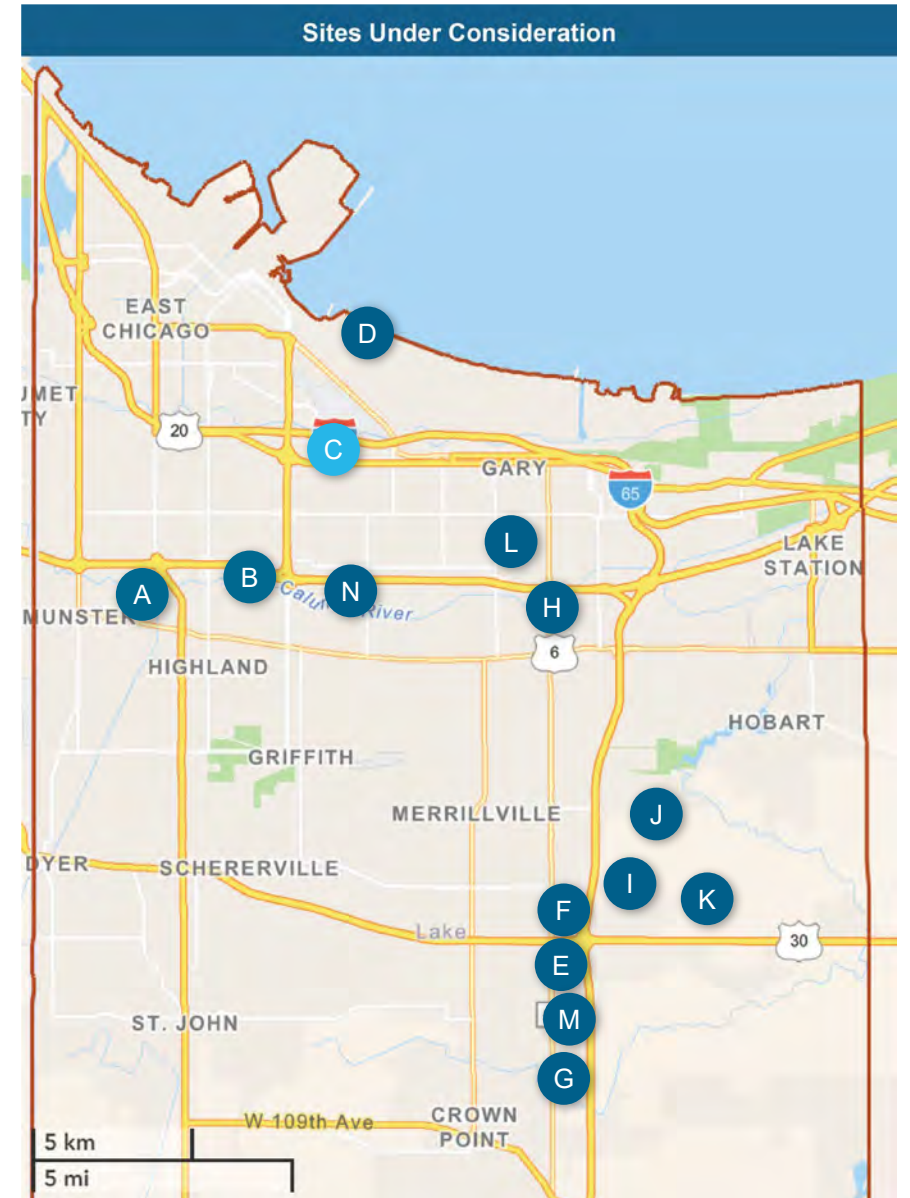 Sites Under Consideration
EAST
CHICAGO
D
UMET
TY
20
C
GARY
65
L
LAKE
STATION
A
B
N
Calumet River
H
MUNSTER
6
HIGHLAND
HOBART
GRIFFITH
J
MERRILLVILLE
DYER
SCHERERVILLE
I
K
F
Lake
30
E
M
ST. JOHN
G
W 109th Ave
CROWN
POINT
5 km
5 mi